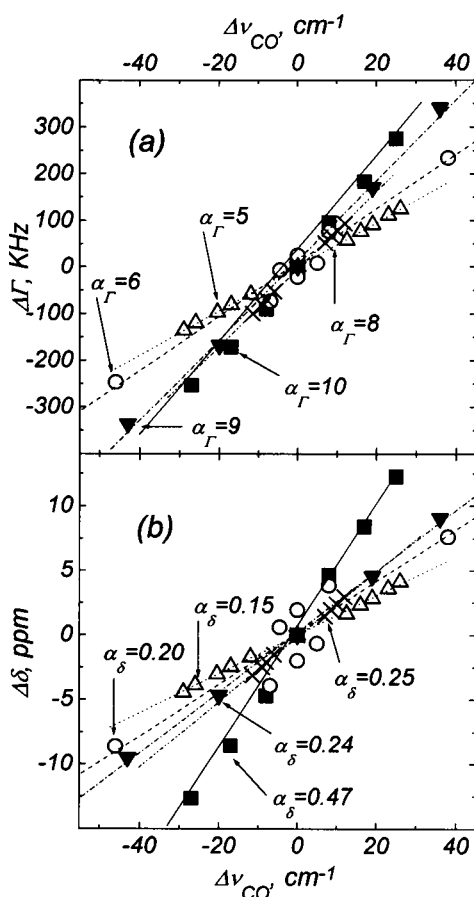 Δν_CO, cm⁻¹
-40 -20 0 20 40
(a)
ΔΓ, KHz
300
200
100
0
-100
-200
-300
α_Γ=5
α_Γ=6
α_Γ=8
α_Γ=10
α_Γ=9
(b)
Δδ, ppm
10
5
0
-5
-10
α_δ=0.15
α_δ=0.20
α_δ=0.25
α_δ=0.24
α_δ=0.47
-40 -20 0 20 40
Δν_CO, cm⁻¹